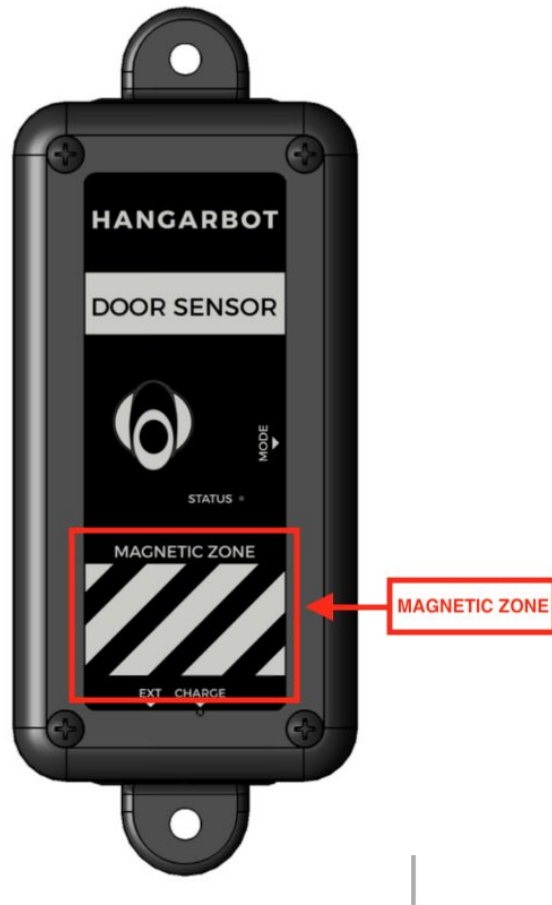 HANGARBOT
DOOR SENSOR
MODE
STATUS
MAGNETIC ZONE
MAGNETIC ZONE
EXT CHARGE